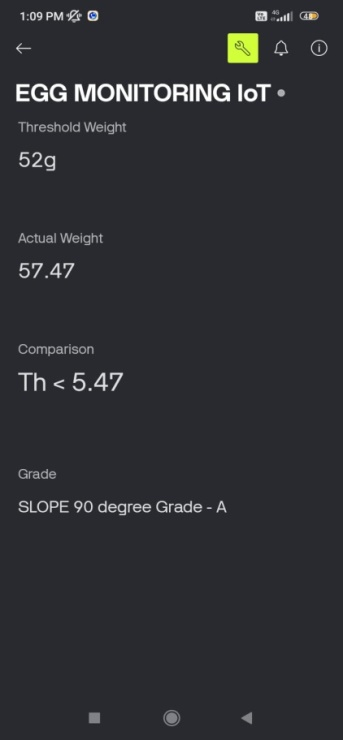 1:09 PM
4G
EGG MONITORING IoT
Threshold Weight
52g
Actual Weight
57.47
Comparison
Th < 5.47
Grade
SLOPE 90 degree Grade - A